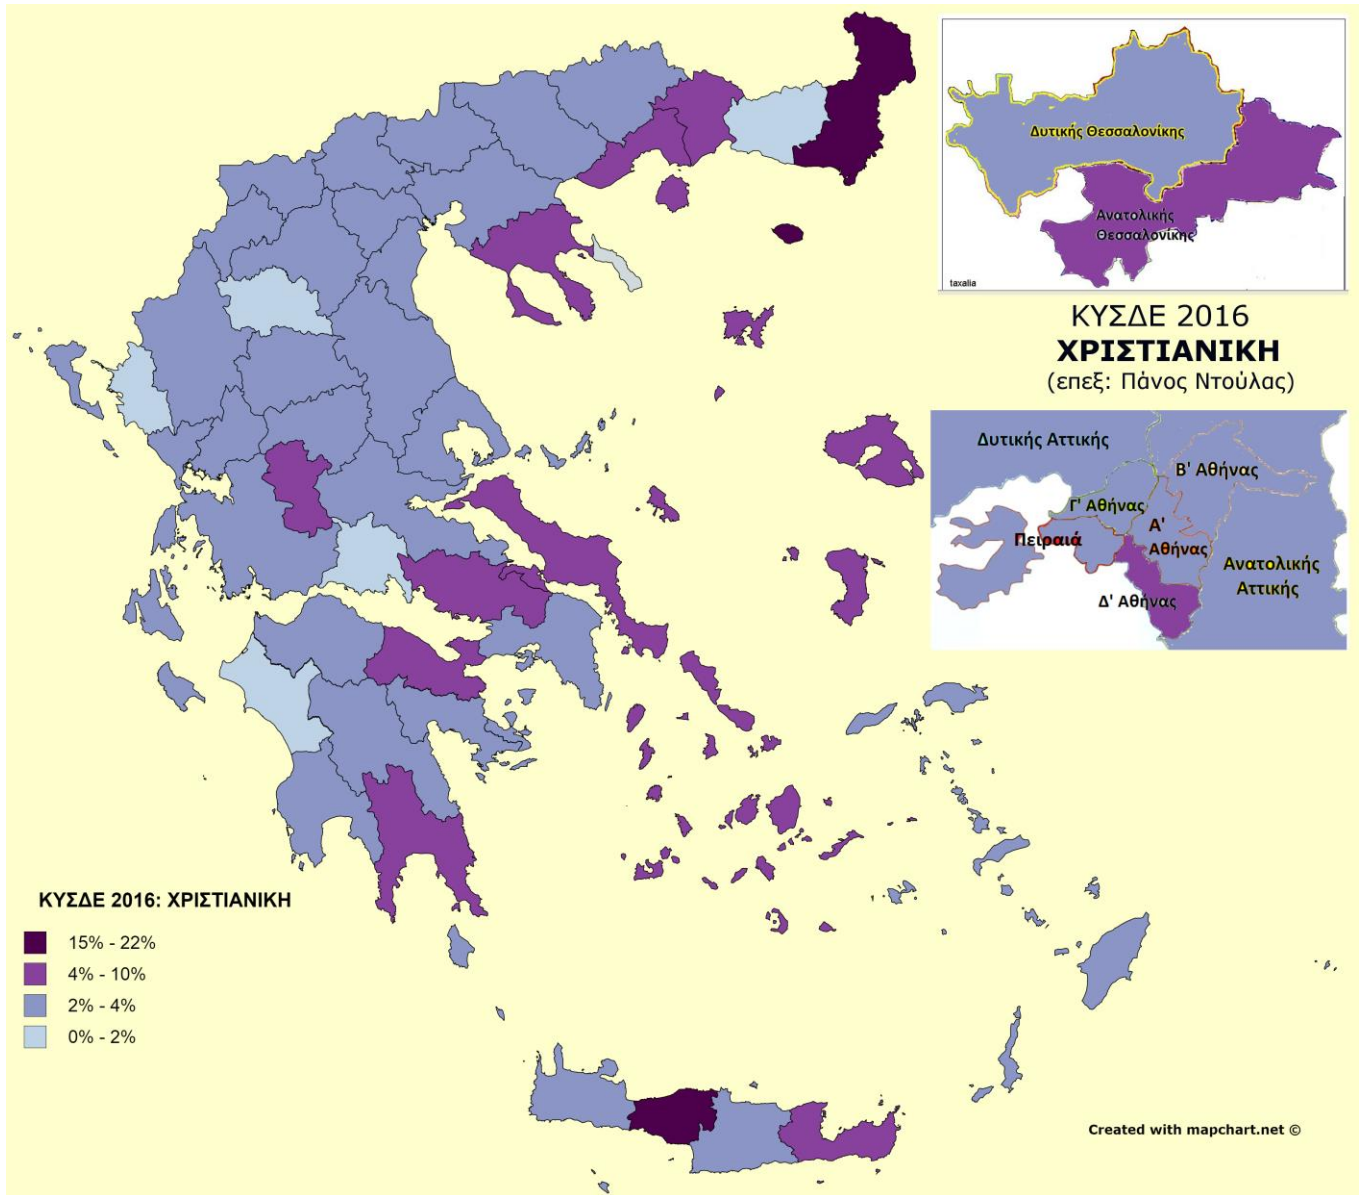 Δυτικής Θεσσαλονίκης
Ανατολικής
Θεσσαλονίκης
taxalia
ΚΥΣΔΕ 2016
ΧΡΙΣΤΙΑΝΙΚΗ
(επεξ: Πάνος Ντούλας)
Δυτικής Αττικής
Β' Αθήνας
Γ' Αθήνας
Α'
Αθήνας
Πειραιά
Ανατολικής
Αττικής
Δ' Αθήνας
ΚΥΣΔΕ 2016: ΧΡΙΣΤΙΑΝΙΚΗ
15% - 22%
4% - 10%
2% - 4%
0% - 2%
Created with mapchart.net ©